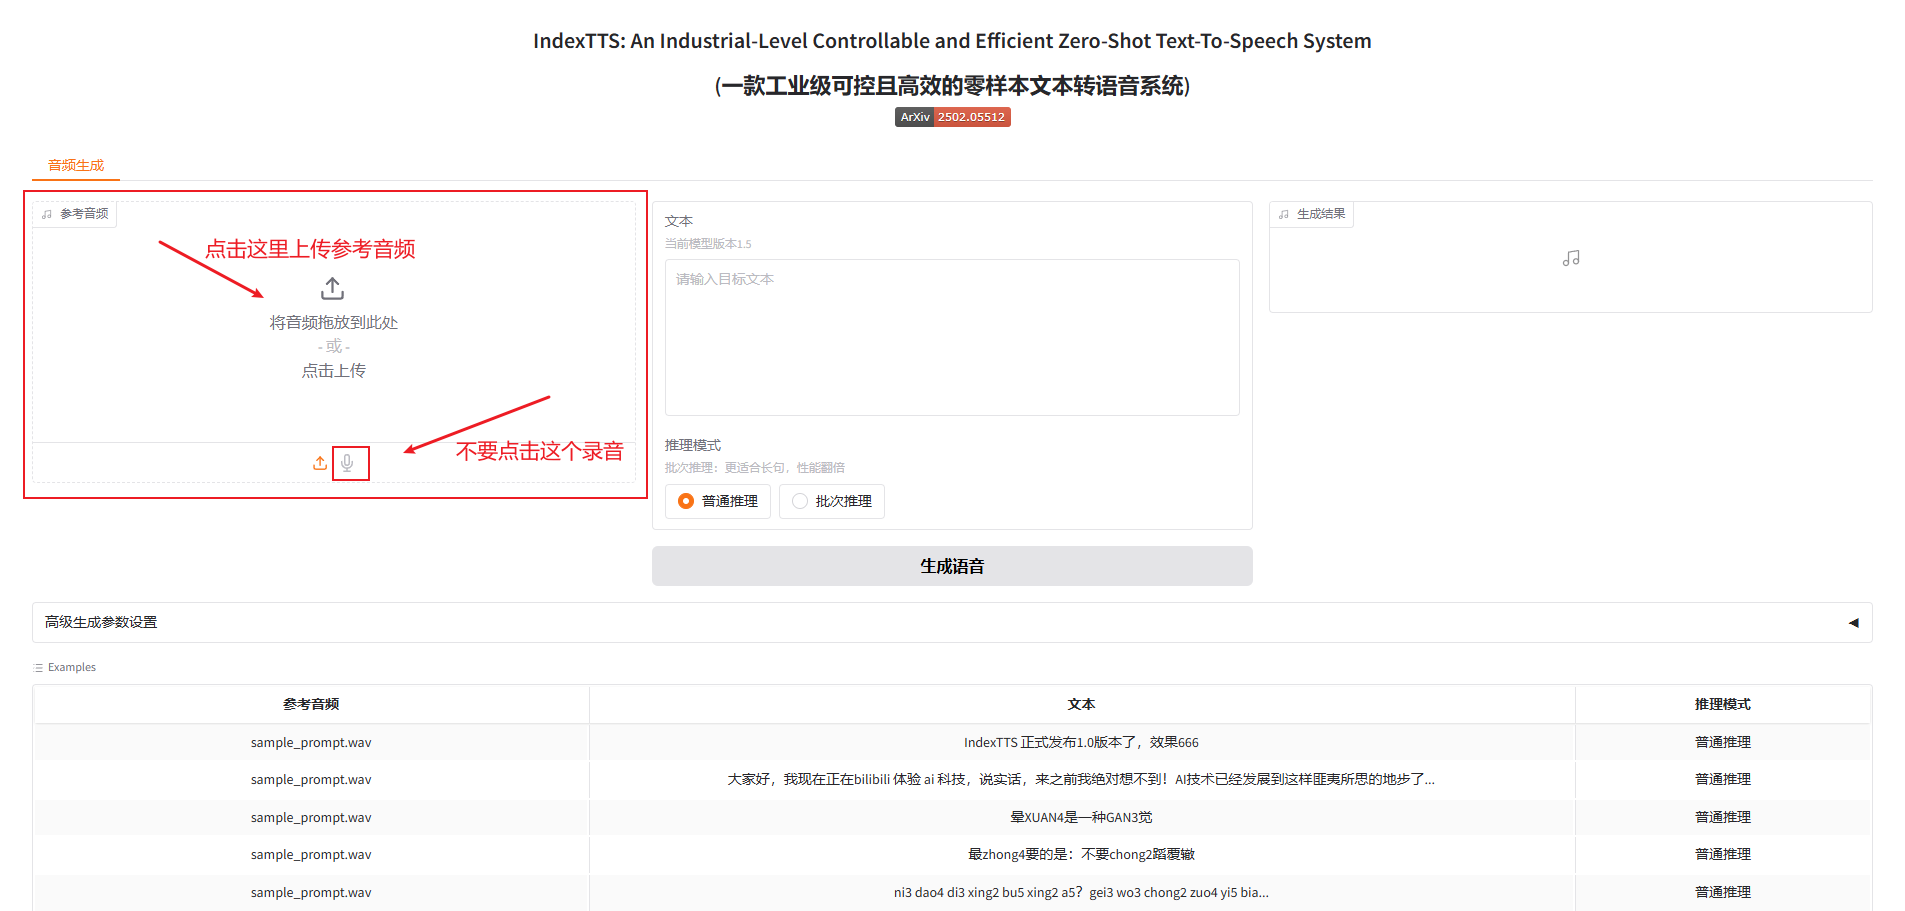 IndexTTS: An Industrial-Level Controllable and Efficient Zero-Shot Text-To-Speech System
(一款工业级可控且高效的零样本文本转语音系统)
ArXiv 2502.05512
音频生成
参考音频
点击这里上传参考音频
将音频拖放到此处
- 或 -
点击上传
不要点击这个录音
文本
当前模型版本1.5
请输入目标文本
推理模式
批次推理：更适合长句，性能翻倍
普通推理
批次推理
生成语音
生成结果
高级生成参数设置
Examples
参考音频 文本 推理模式
sample_prompt.wav IndexTTS 正式发布1.0版本了，效果666 普通推理
sample_prompt.wav 大家好，我现在正在bilibili 体验 ai 科技，说实话，来之前我绝对想不到！AI技术已经发展到这样匪夷所思的地步了... 普通推理
sample_prompt.wav 晕XUAN4是一种GAN3觉 普通推理
sample_prompt.wav 最zhong4要的是：不要chong2蹈覆辙 普通推理
sample_prompt.wav ni3 dao4 di3 xing2 bu5 xing2 a5？gei3 wo3 chong2 zuo4 yi5 bia... 普通推理